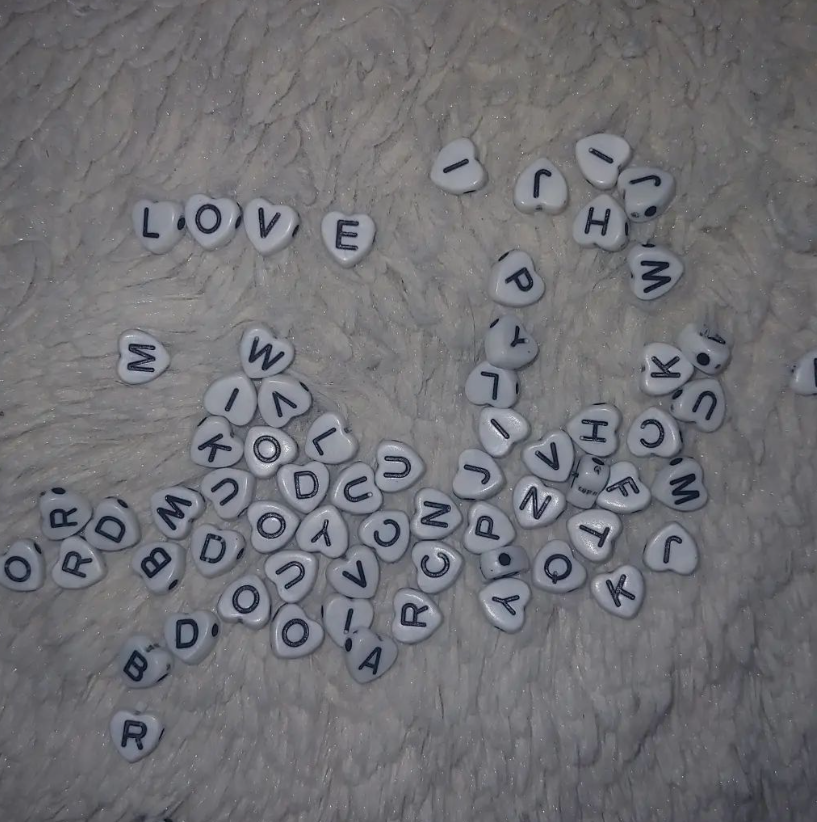 I I
J J
LOVE H
P W
Y
M W L K
I V U
K O L I H C
D U U J V F W
R D M U O Y C N P N T
O R B D U V C Q J
O O I R Y K
B D A
R